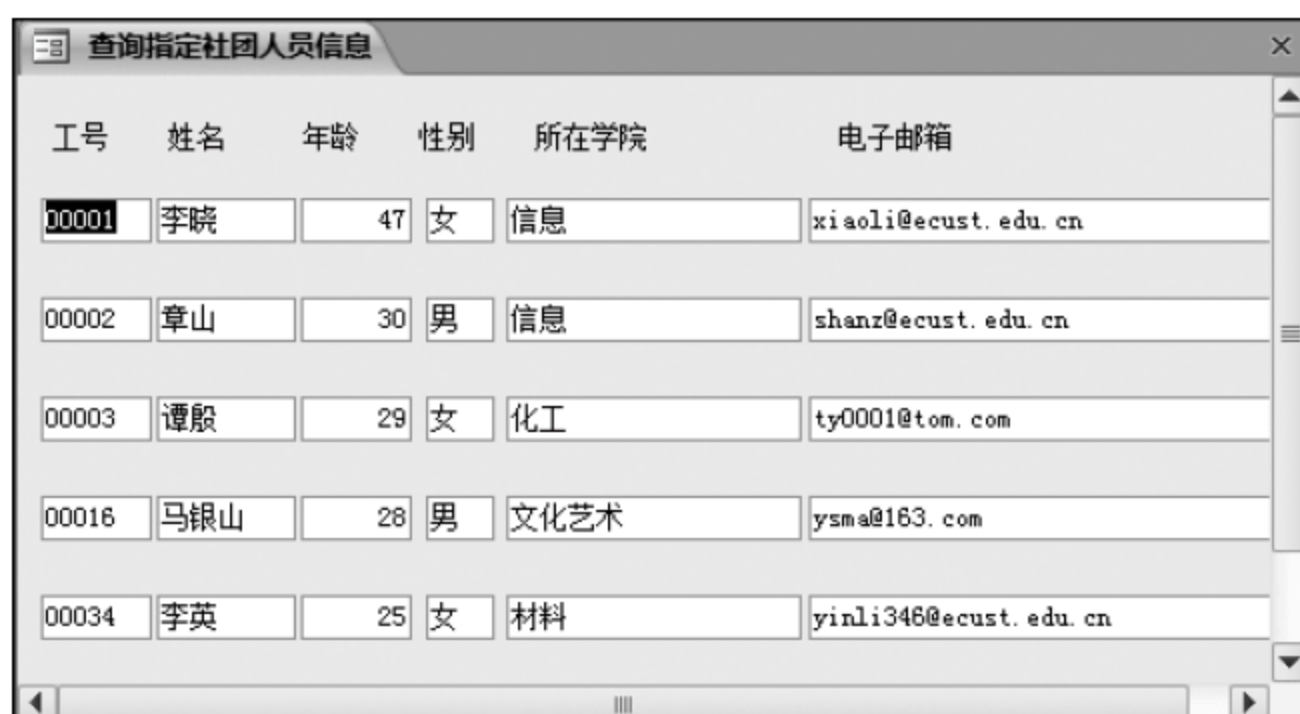 查询指定社团人员信息
工号 姓名 年龄 性别 所在学院 电子邮箱
00001 李晓 47 女 信息 xiaoli@ecust.edu.cn
00002 章山 30 男 信息 shanz@ecust.edu.cn
00003 谭殷 29 女 化工 ty0001@tom.com
00016 马银山 28 男 文化艺术 ysma@163.com
00034 李英 25 女 材料 yinli346@ecust.edu.cn